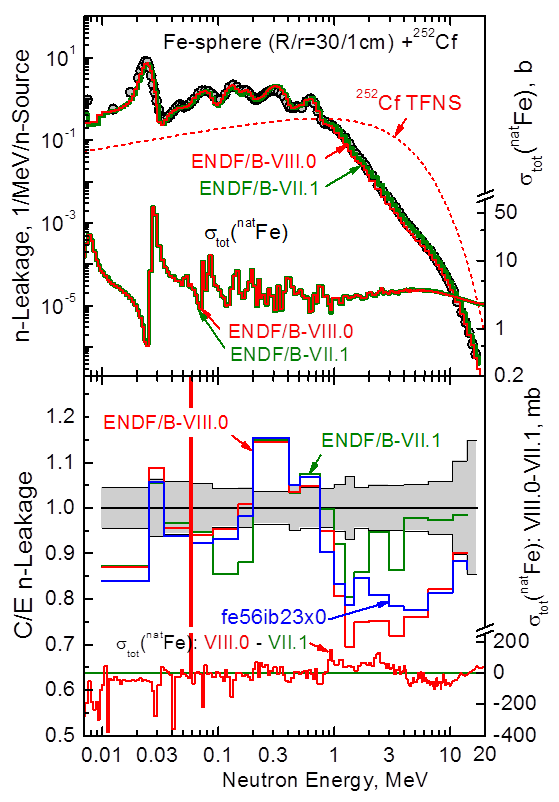 Fe-sphere (R/r=30/1cm) +²⁵²Cf
n-Leakage, 1/MeV/n-Source
10¹
10⁻¹
10⁻³
10⁻⁵
²⁵²Cf TFNS
ENDF/B-VIII.0
ENDF/B-VII.1
σtot(ⁿᵃᵗFe)
ENDF/B-VIII.0
ENDF/B-VII.1
σtot(ⁿᵃᵗFe), b
50
10
1
0.2
C/E n-Leakage
1.2
1.1
1.0
0.9
0.8
0.7
0.6
0.5
ENDF/B-VIII.0
ENDF/B-VII.1
fe56ib23x0
σtot(ⁿᵃᵗFe): VIII.0 - VII.1
σtot(ⁿᵃᵗFe): VIII.0-VII.1, mb
200
0
-200
-400
0.01 0.03 0.1 0.3 1 3 10 20
Neutron Energy, MeV